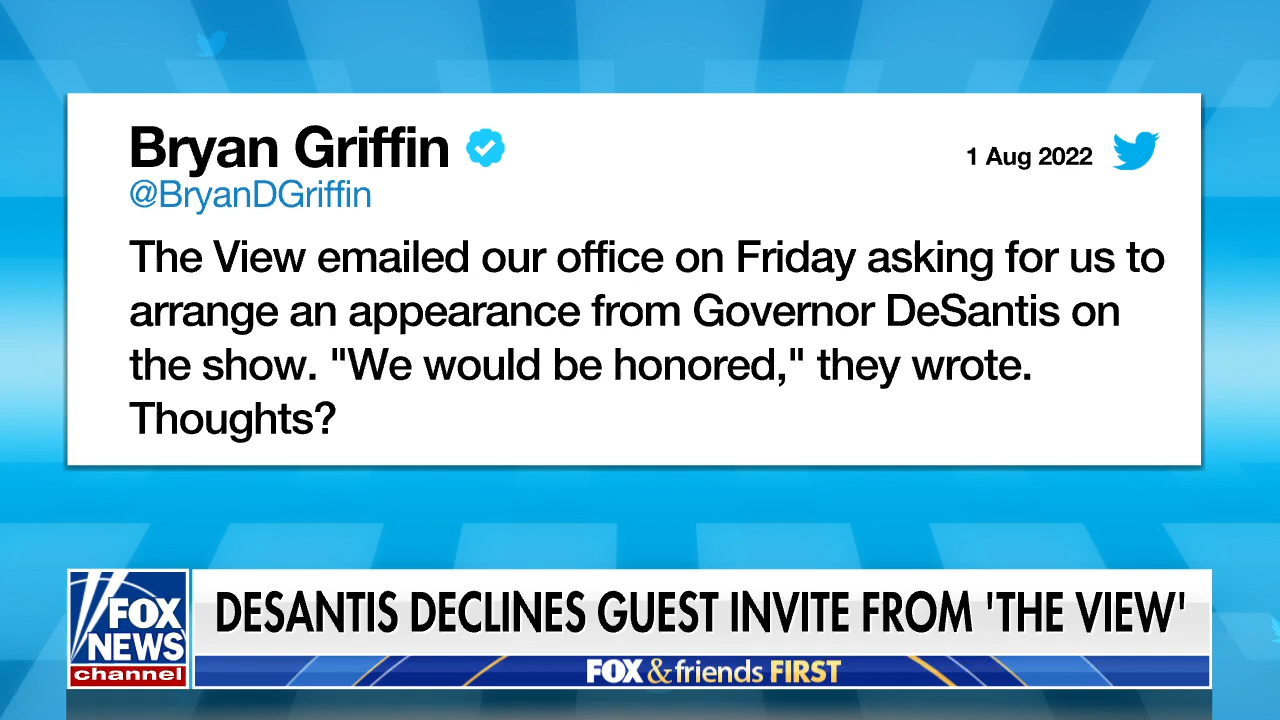 Bryan Griffin
@BryanDGriffin
1 Aug 2022
The View emailed our office on Friday asking for us to
arrange an appearance from Governor DeSantis on
the show. "We would be honored," they wrote.
Thoughts?
FOX
NEWS
channel
DESANTIS DECLINES GUEST INVITE FROM 'THE VIEW'
FOX & friends FIRST